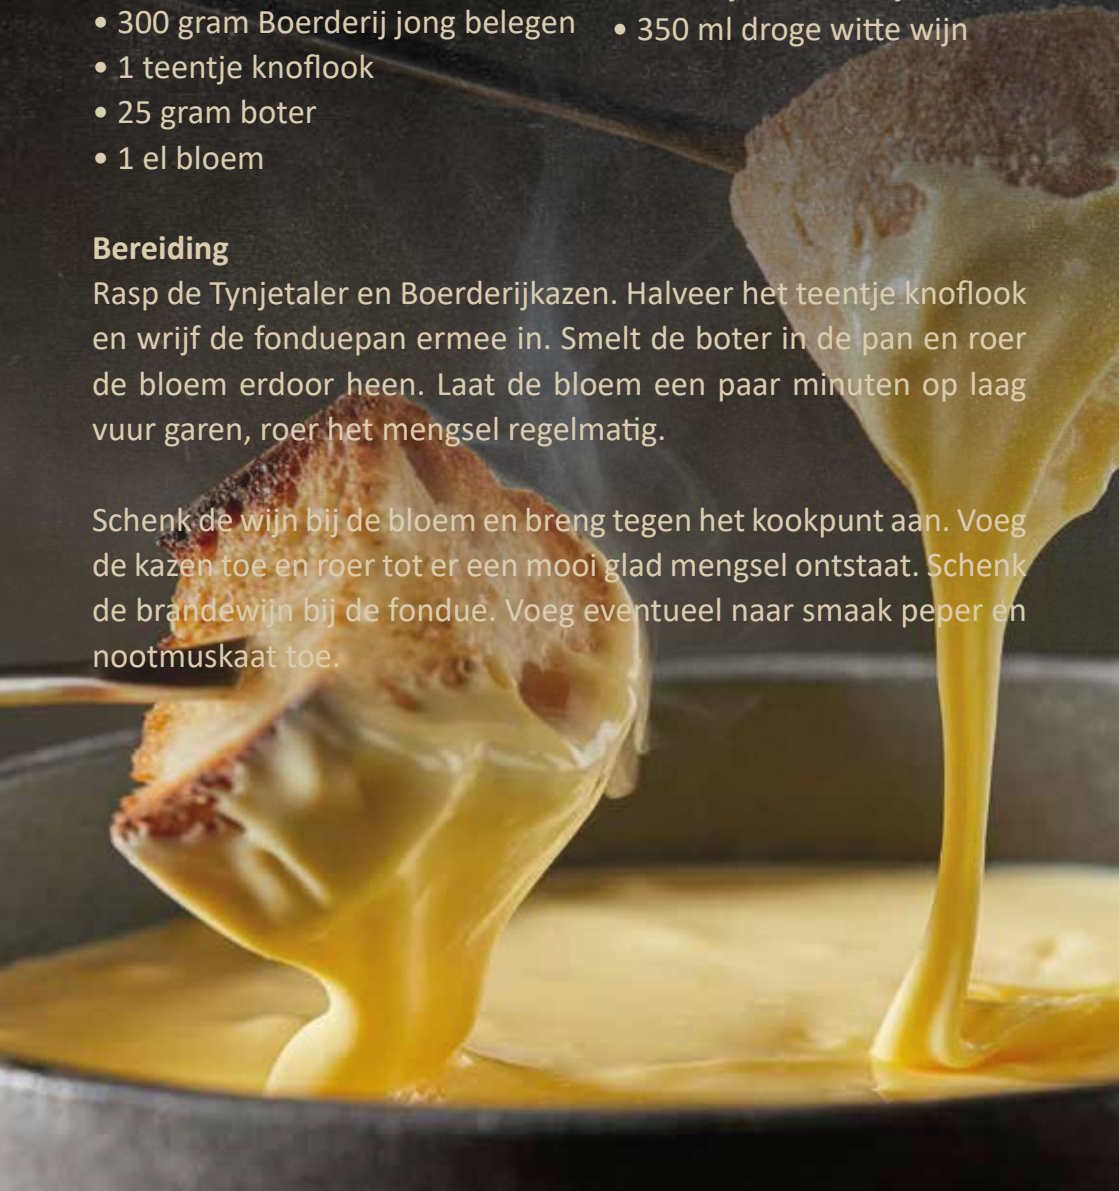 • 300 gram Boerderij jong belegen
• 1 teentje knoflook
• 25 gram boter
• 1 el bloem
• 350 ml droge witte wijn
Bereiding
Rasp de Tynjetaler en Boerderijkazen. Halveer het teentje knoflook
en wrijf de fonduepan ermee in. Smelt de boter in de pan en roer
de bloem erdoor heen. Laat de bloem een paar minuten op laag
vuur garen, roer het mengsel regelmatig.
Schenk de wijn bij de bloem en breng tegen het kookpunt aan. Voeg
de kazen toe en roer tot er een mooi glad mengsel ontstaat. Schenk
de brandewijn bij de fondue. Voeg eventueel naar smaak peper en
nootmuskaat toe.